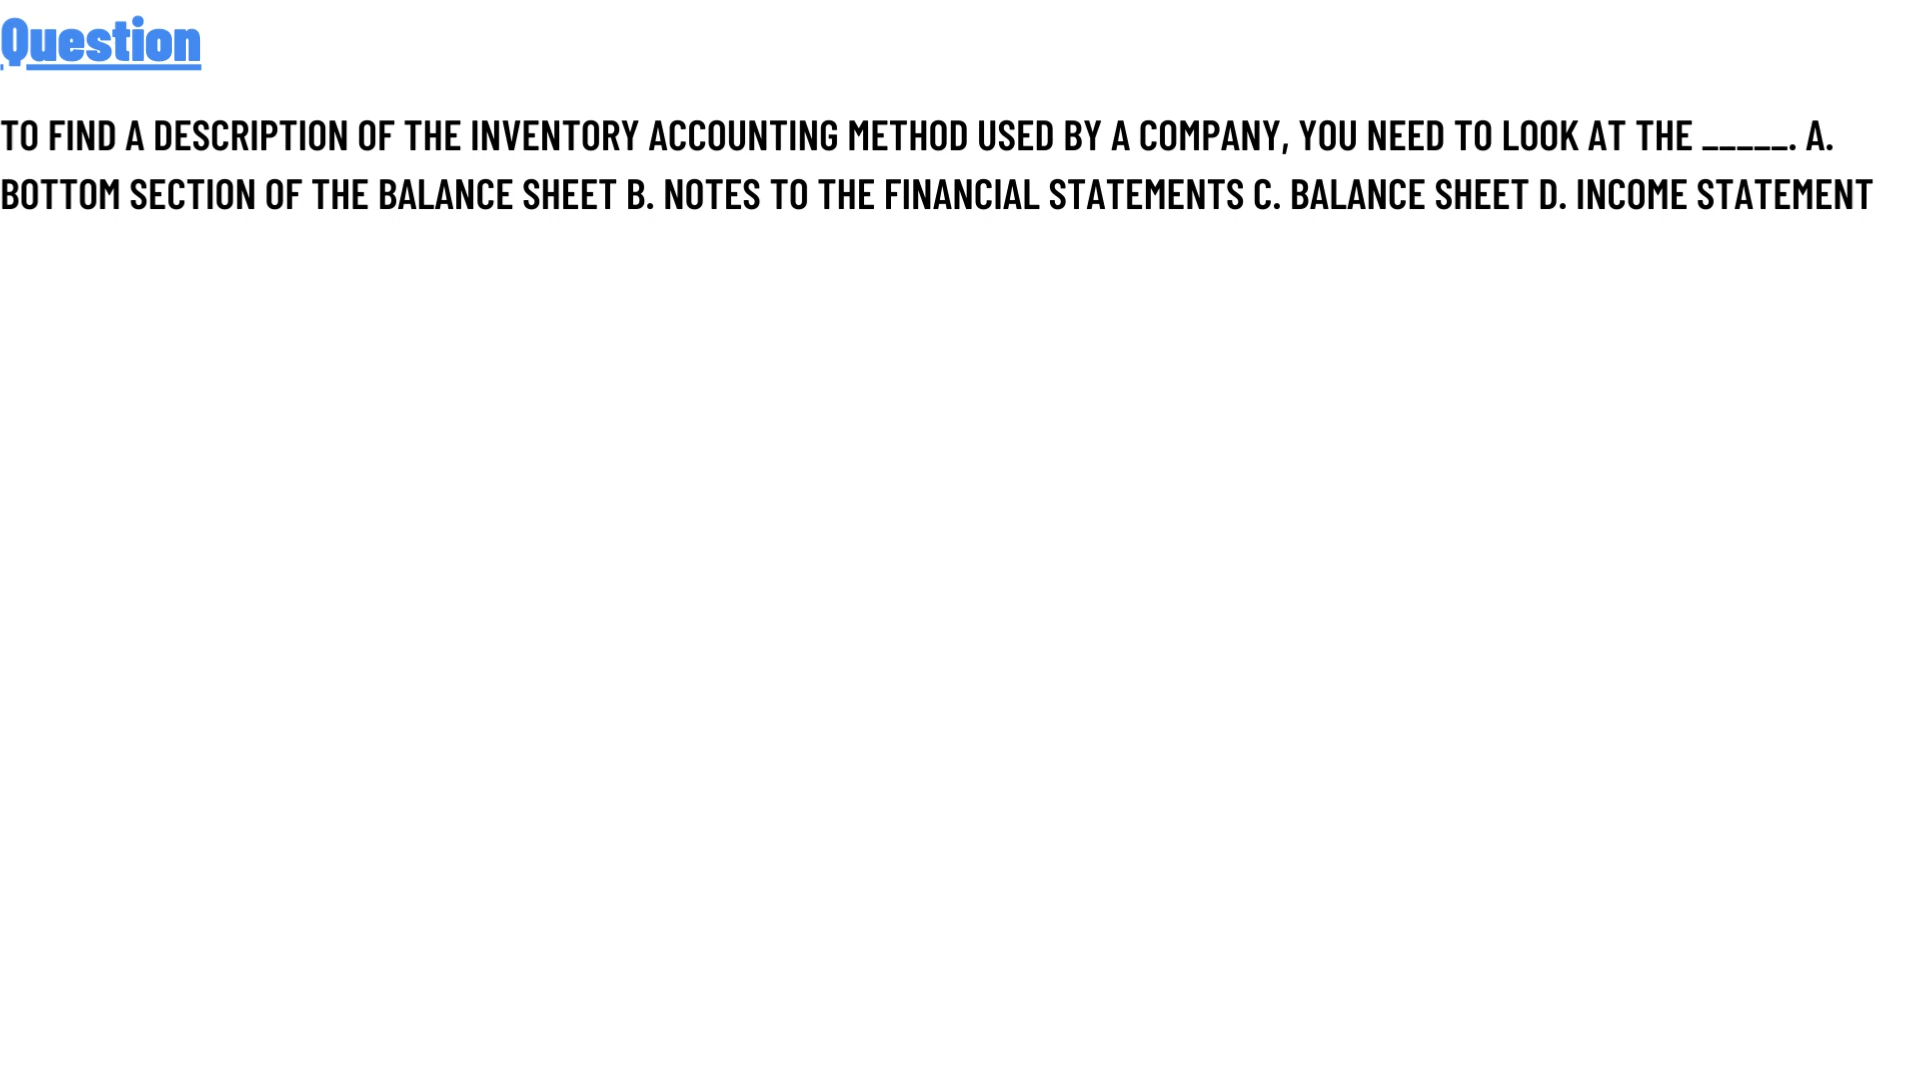 Question
TO FIND A DESCRIPTION OF THE INVENTORY ACCOUNTING METHOD USED BY A COMPANY, YOU NEED TO LOOK AT THE _____. A.
BOTTOM SECTION OF THE BALANCE SHEET B. NOTES TO THE FINANCIAL STATEMENTS C. BALANCE SHEET D. INCOME STATEMENT